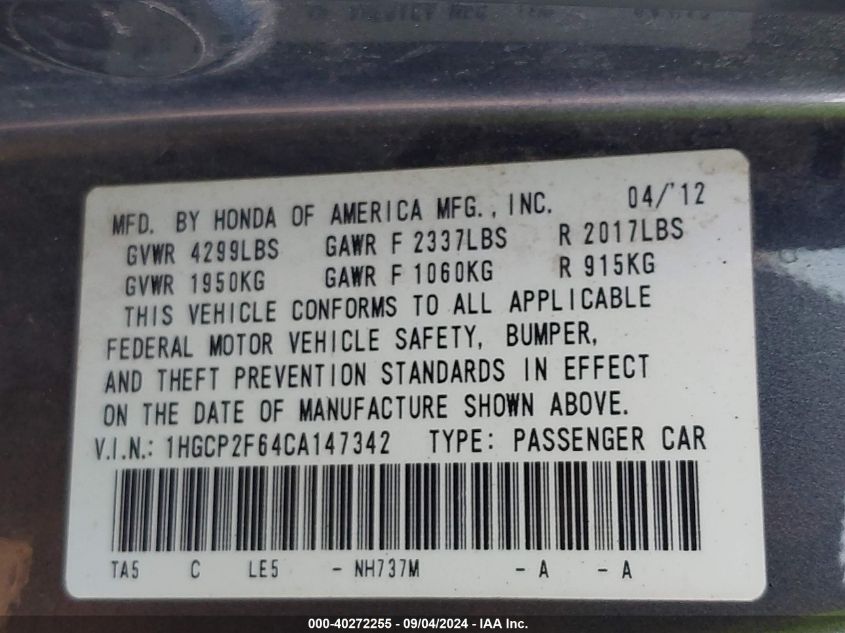 MFD. BY HONDA OF AMERICA MFG., INC. 04/'12
GVWR 4299LBS GAWR F 2337LBS R 2017LBS
GVWR 1950KG GAWR F 1060KG R 915KG
THIS VEHICLE CONFORMS TO ALL APPLICABLE
FEDERAL MOTOR VEHICLE SAFETY, BUMPER,
AND THEFT PREVENTION STANDARDS IN EFFECT
ON THE DATE OF MANUFACTURE SHOWN ABOVE.
V.I.N.: 1HGCP2F64CA147342 TYPE: PASSENGER CAR
TA5 C LE5 - NH737M - A - A
000-40272255 - 09/04/2024 - IAA Inc.